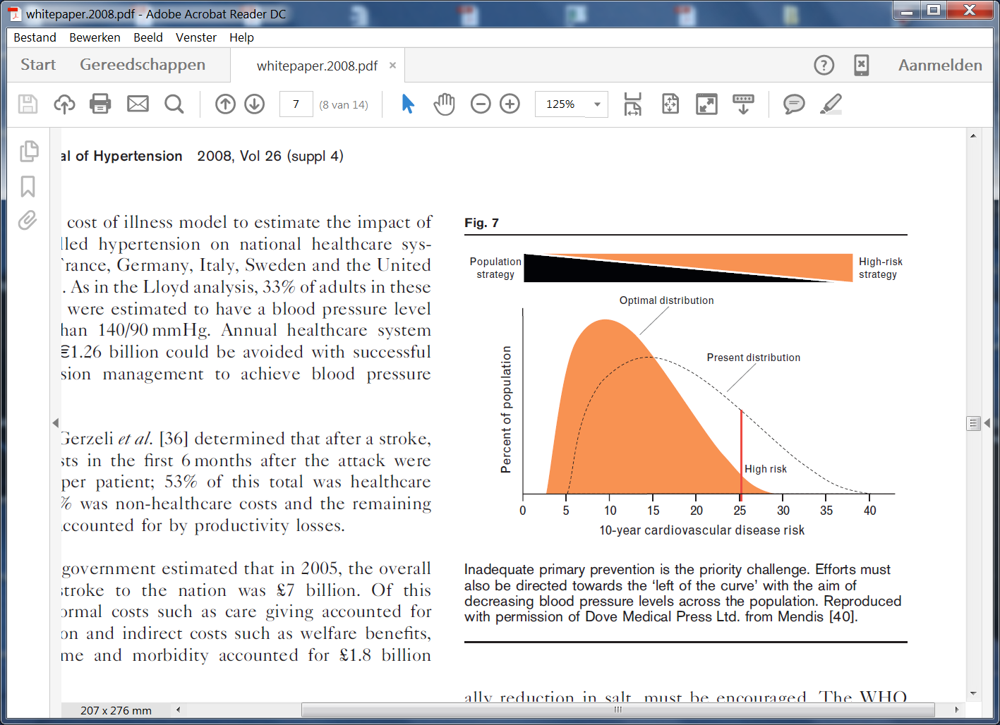 whitepaper.2008.pdf - Adobe Acrobat Reader DC
Bestand Bewerken Beeld Venster Help
Start Gereedschappen whitepaper.2008.pdf × Aanmelden
7 (8 van 14) 125%
al of Hypertension 2008, Vol 26 (suppl 4)
cost of illness model to estimate the impact of
lled hypertension on national healthcare sys-
rance, Germany, Italy, Sweden and the United
. As in the Lloyd analysis, 33% of adults in these
were estimated to have a blood pressure level
han 140/90 mmHg. Annual healthcare system
€1.26 billion could be avoided with successful
sion management to achieve blood pressure
Gerzeli et al. [36] determined that after a stroke,
sts in the first 6 months after the attack were
per patient; 53% of this total was healthcare
% was non-healthcare costs and the remaining
ccounted for by productivity losses.
government estimated that in 2005, the overall
stroke to the nation was £7 billion. Of this
ormal costs such as care giving accounted for
on and indirect costs such as welfare benefits,
me and morbidity accounted for £1.8 billion
Fig. 7
Population
strategy
High-risk
strategy
Optimal distribution
Present distribution
Percent of population
High risk
0 5 10 15 20 25 30 35 40
10-year cardiovascular disease risk
Inadequate primary prevention is the priority challenge. Efforts must
also be directed towards the ‘left of the curve’ with the aim of
decreasing blood pressure levels across the population. Reproduced
with permission of Dove Medical Press Ltd. from Mendis [40].
ally reduction in salt, must be encouraged. The WHO
207 x 276 mm